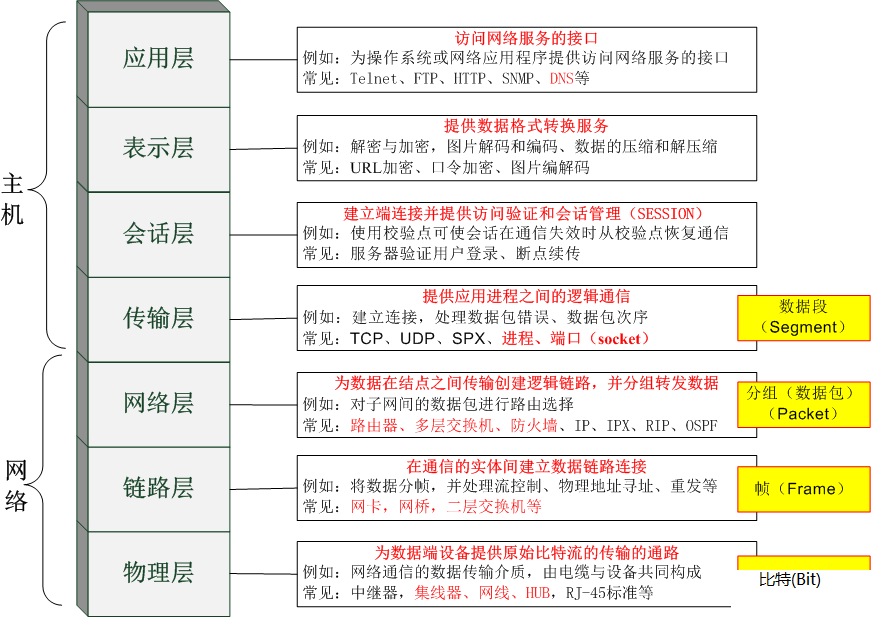 主机
应用层
访问网络服务的接口
例如：为操作系统或网络应用程序提供访问网络服务的接口
常见：Telnet、FTP、HTTP、SNMP、DNS等
表示层
提供数据格式转换服务
例如：解密与加密，图片解码和编码、数据的压缩和解压缩
常见：URL加密、口令加密、图片编解码
会话层
建立端连接并提供访问验证和会话管理（SESSION）
例如：使用校验点可使会话在通信失效时从校验点恢复通信
常见：服务器验证用户登录、断点续传
传输层
提供应用进程之间的逻辑通信
例如：建立连接，处理数据包错误、数据包次序
常见：TCP、UDP、SPX、进程、端口（socket）
数据段
（Segment）
网络
网络层
为数据在结点之间传输创建逻辑链路，并分组转发数据
例如：对子网间的数据包进行路由选择
常见：路由器、多层交换机、防火墙、IP、IPX、RIP、OSPF
分组（数据包）
（Packet）
链路层
在通信的实体间建立数据链路连接
例如：将数据分帧，并处理流控制、物理地址寻址、重发等
常见：网卡，网桥，二层交换机等
帧（Frame）
物理层
为数据端设备提供原始比特流的传输的通路
例如：网络通信的数据传输介质，由电缆与设备共同构成
常见：中继器，集线器、网线、HUB，RJ-45标准等
比特(Bit)